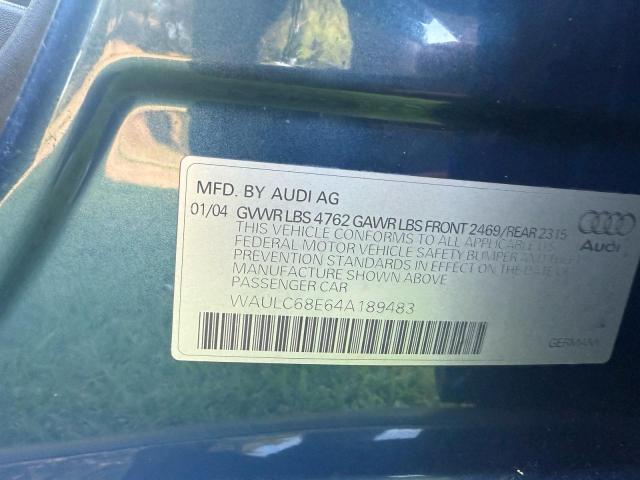 MFD. BY AUDI AG
01/04 GVWR LBS 4762 GAWR LBS FRONT 2469/REAR 2315
THIS VEHICLE CONFORMS TO ALL APPLICABLE U.S.
FEDERAL MOTOR VEHICLE SAFETY BUMPER AND THEFT
PREVENTION STANDARDS IN EFFECT ON THE DATE OF
MANUFACTURE SHOWN ABOVE
PASSENGER CAR
WAULC68E64A189483
Audi
GERMANY